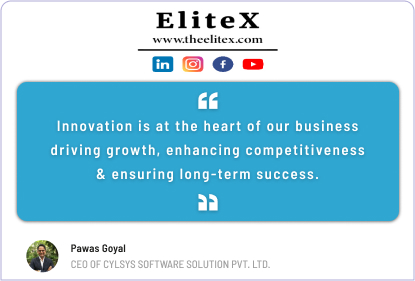 EliteX
www.theelitex.com
Innovation is at the heart of our business
driving growth, enhancing competitiveness
& ensuring long-term success.
Pawas Goyal
CEO OF CYLSYS SOFTWARE SOLUTION PVT. LTD.